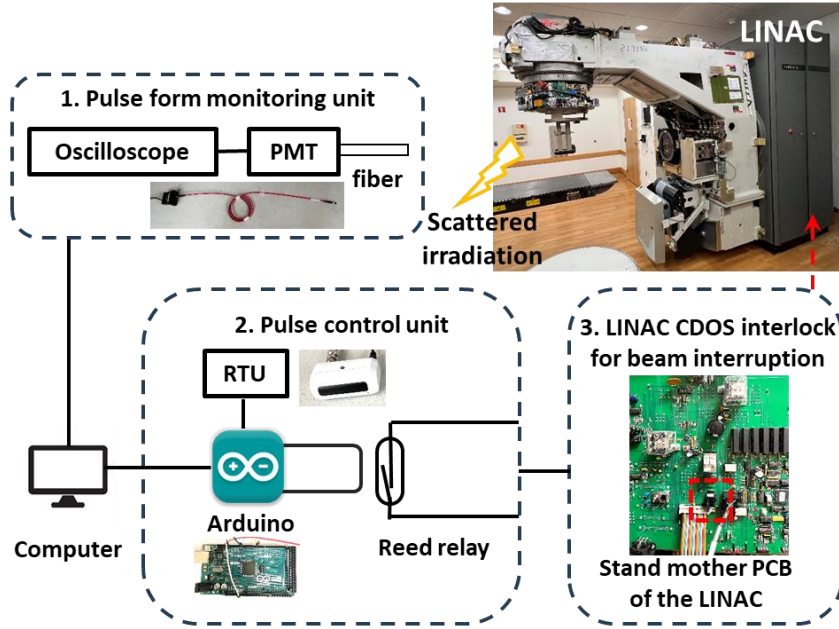 LINAC
1. Pulse form monitoring unit
Oscilloscope
PMT
fiber
Scattered
irradiation
2. Pulse control unit
RTU
Arduino
Reed relay
Computer
3. LINAC CDOS interlock
for beam interruption
Stand mother PCB
of the LINAC